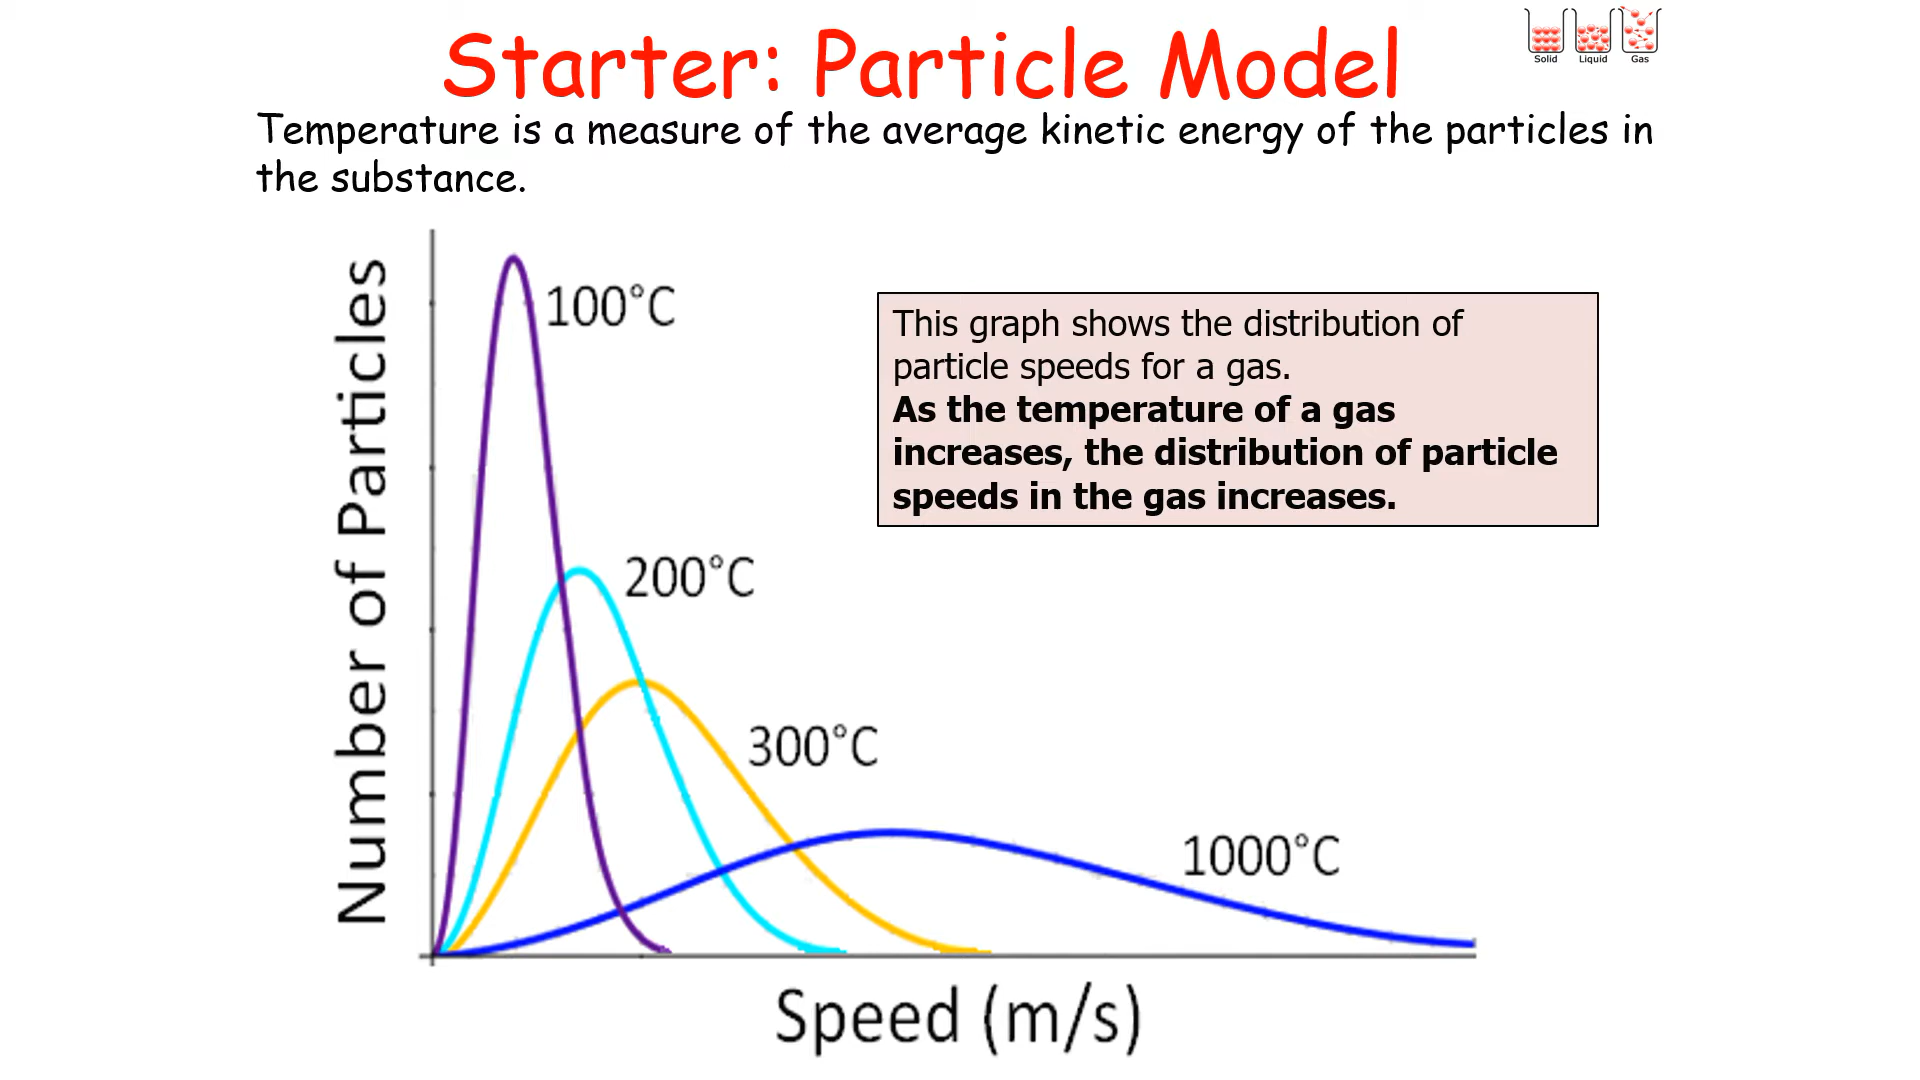 Starter: Particle Model
Solid
Liquid
Gas
Temperature is a measure of the average kinetic energy of the particles in
the substance.
Number of Particles
100°C
200°C
300°C
1000°C
This graph shows the distribution of
particle speeds for a gas.
As the temperature of a gas
increases, the distribution of particle
speeds in the gas increases.
Speed (m/s)